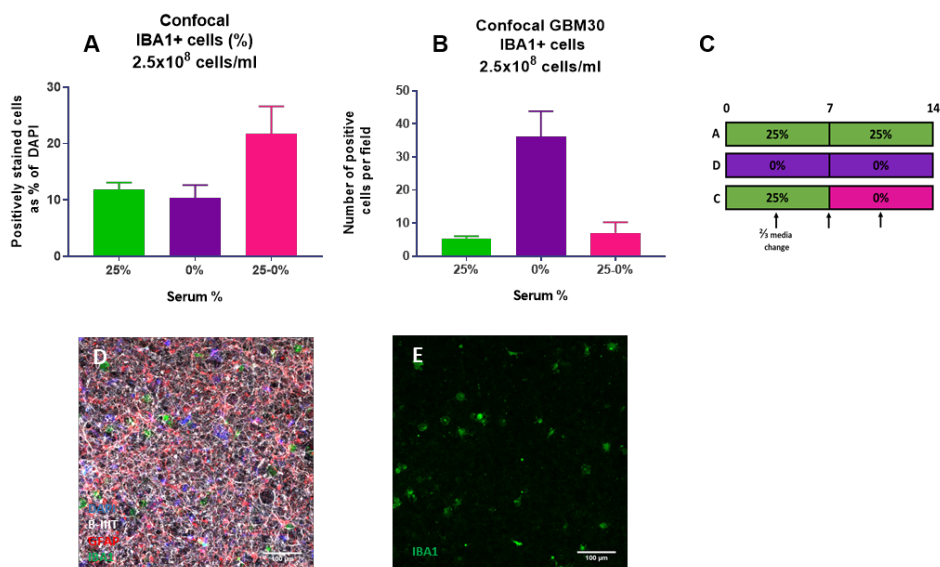 A
Confocal
IBA1+ cells (%)
2.5x10⁸ cells/ml
Positively stained cells
as % of DAPI
30
20
10
0
25%
0%
25-0%
Serum %
B
Confocal GBM30
IBA1+ cells
2.5x10⁸ cells/ml
Number of positive
cells per field
50
40
30
20
10
0
25%
0%
25-0%
Serum %
C
0
7
14
A
25%
25%
D
0%
0%
C
25%
0%
⅔ media
change
D
DAPI
B-IIIT
GFAP
IBA1
100 µm
E
IBA1
100 µm